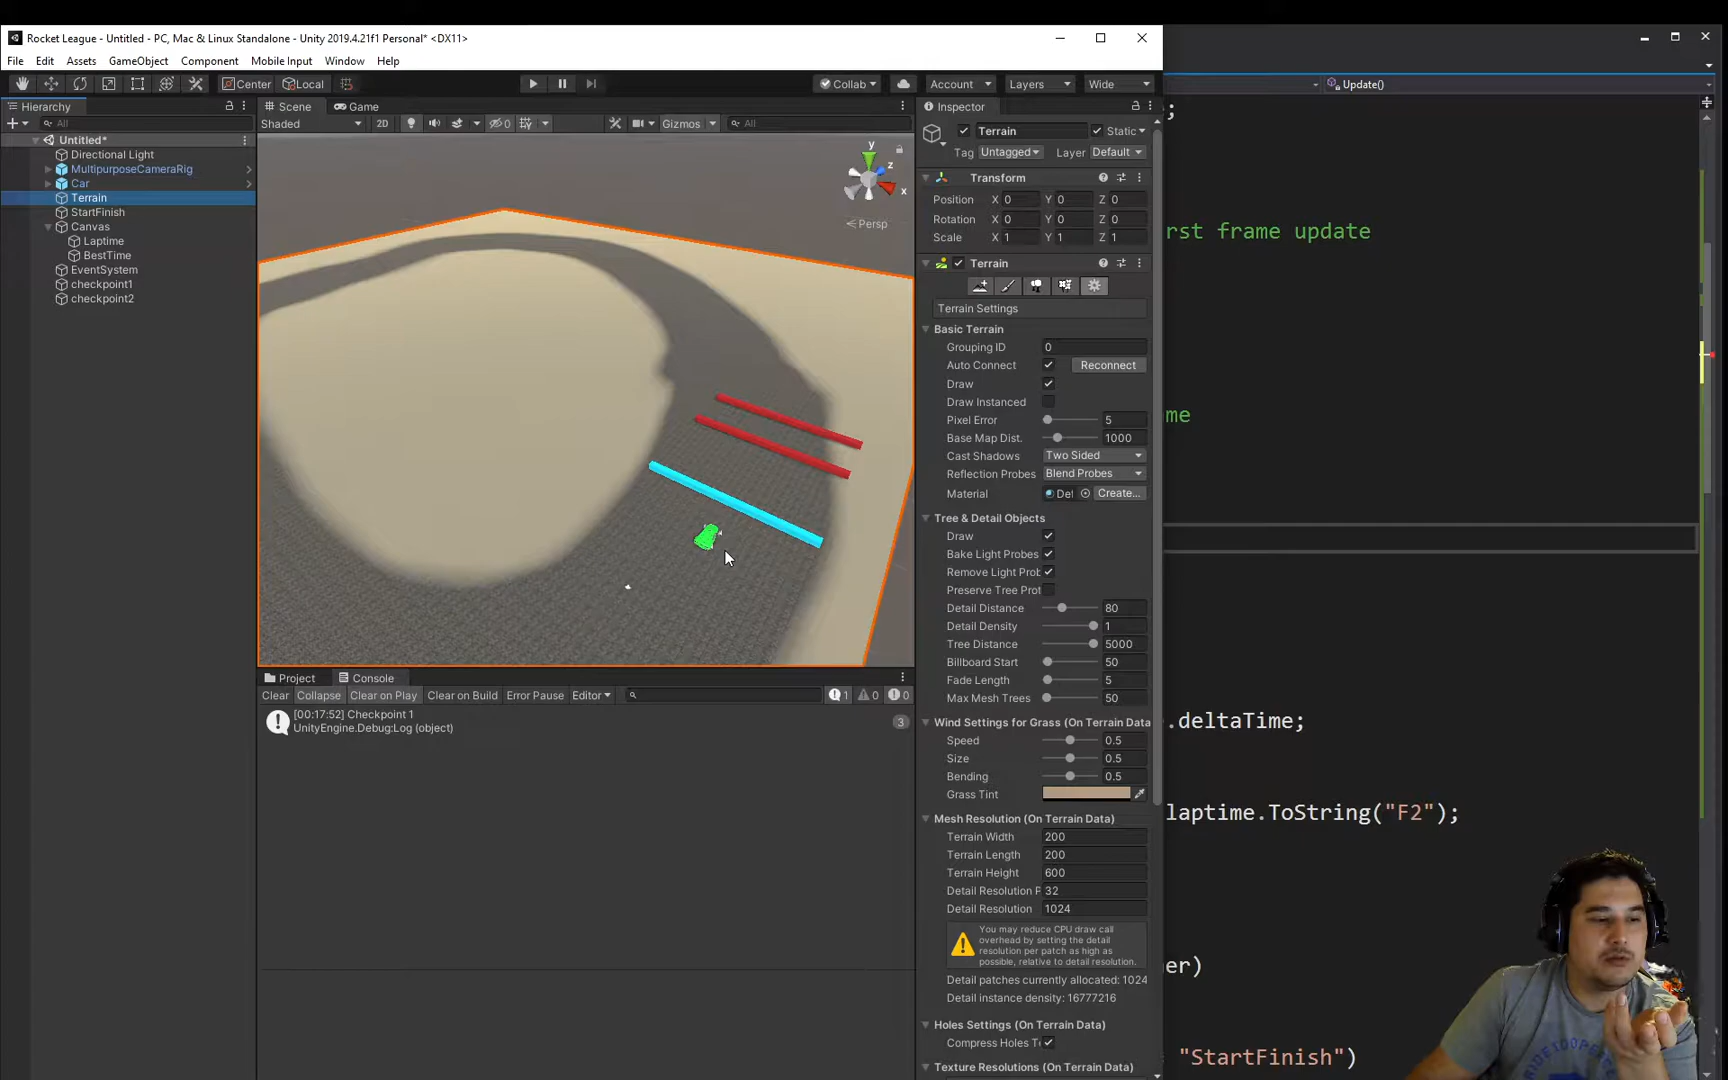 Rocket League - Untitled - PC, Mac & Linux Standalone - Unity 2019.4.21f1 Personal* <DX11>
File Edit Assets GameObject Component Mobile Input Window Help
Center Local Collab Account Layers Wide
Update()
Hierarchy
Scene Game
Inspector
All
Shaded 2D 0 Gizmos All
Terrain Static
Tag Untagged Layer Default
Untitled*
Directional Light
MultipurposeCameraRig
Car
Terrain
StartFinish
Canvas
Laptime
BestTime
EventSystem
checkpoint1
checkpoint2
y
z
x
Persp
Transform
Position X 0 Y 0 Z 0
Rotation X 0 Y 0 Z 0
Scale X 1 Y 1 Z 1
Terrain
Terrain Settings
Basic Terrain
Grouping ID 0
Auto Connect Reconnect
Draw
Draw Instanced
Pixel Error 5
Base Map Dist. 1000
Cast Shadows Two Sided
Reflection Probes Blend Probes
Material Def Create...
Tree & Detail Objects
Draw
Bake Light Probes
Remove Light Prob
Preserve Tree Prot
Detail Distance 80
Detail Density 1
Tree Distance 5000
Billboard Start 50
Fade Length 5
Max Mesh Trees 50
Wind Settings for Grass (On Terrain Data
Speed 0.5
Size 0.5
Bending 0.5
Grass Tint
Mesh Resolution (On Terrain Data)
Terrain Width 200
Terrain Length 200
Terrain Height 600
Detail Resolution P 32
Detail Resolution 1024
You may reduce CPU draw call
overhead by setting the detail
resolution per patch as high as
possible, relative to detail resolution.
Detail patches currently allocated: 1024
Detail instance density: 16777216
Holes Settings (On Terrain Data)
Compress Holes T
Texture Resolutions (On Terrain Data)
Project Console
Clear Collapse Clear on Play Clear on Build Error Pause Editor 1 0 0
[00:17:52] Checkpoint 1
UnityEngine.Debug:Log (object)
3
;
rst frame update
me
.deltaTime;
laptime.ToString("F2");
er)
"StartFinish")